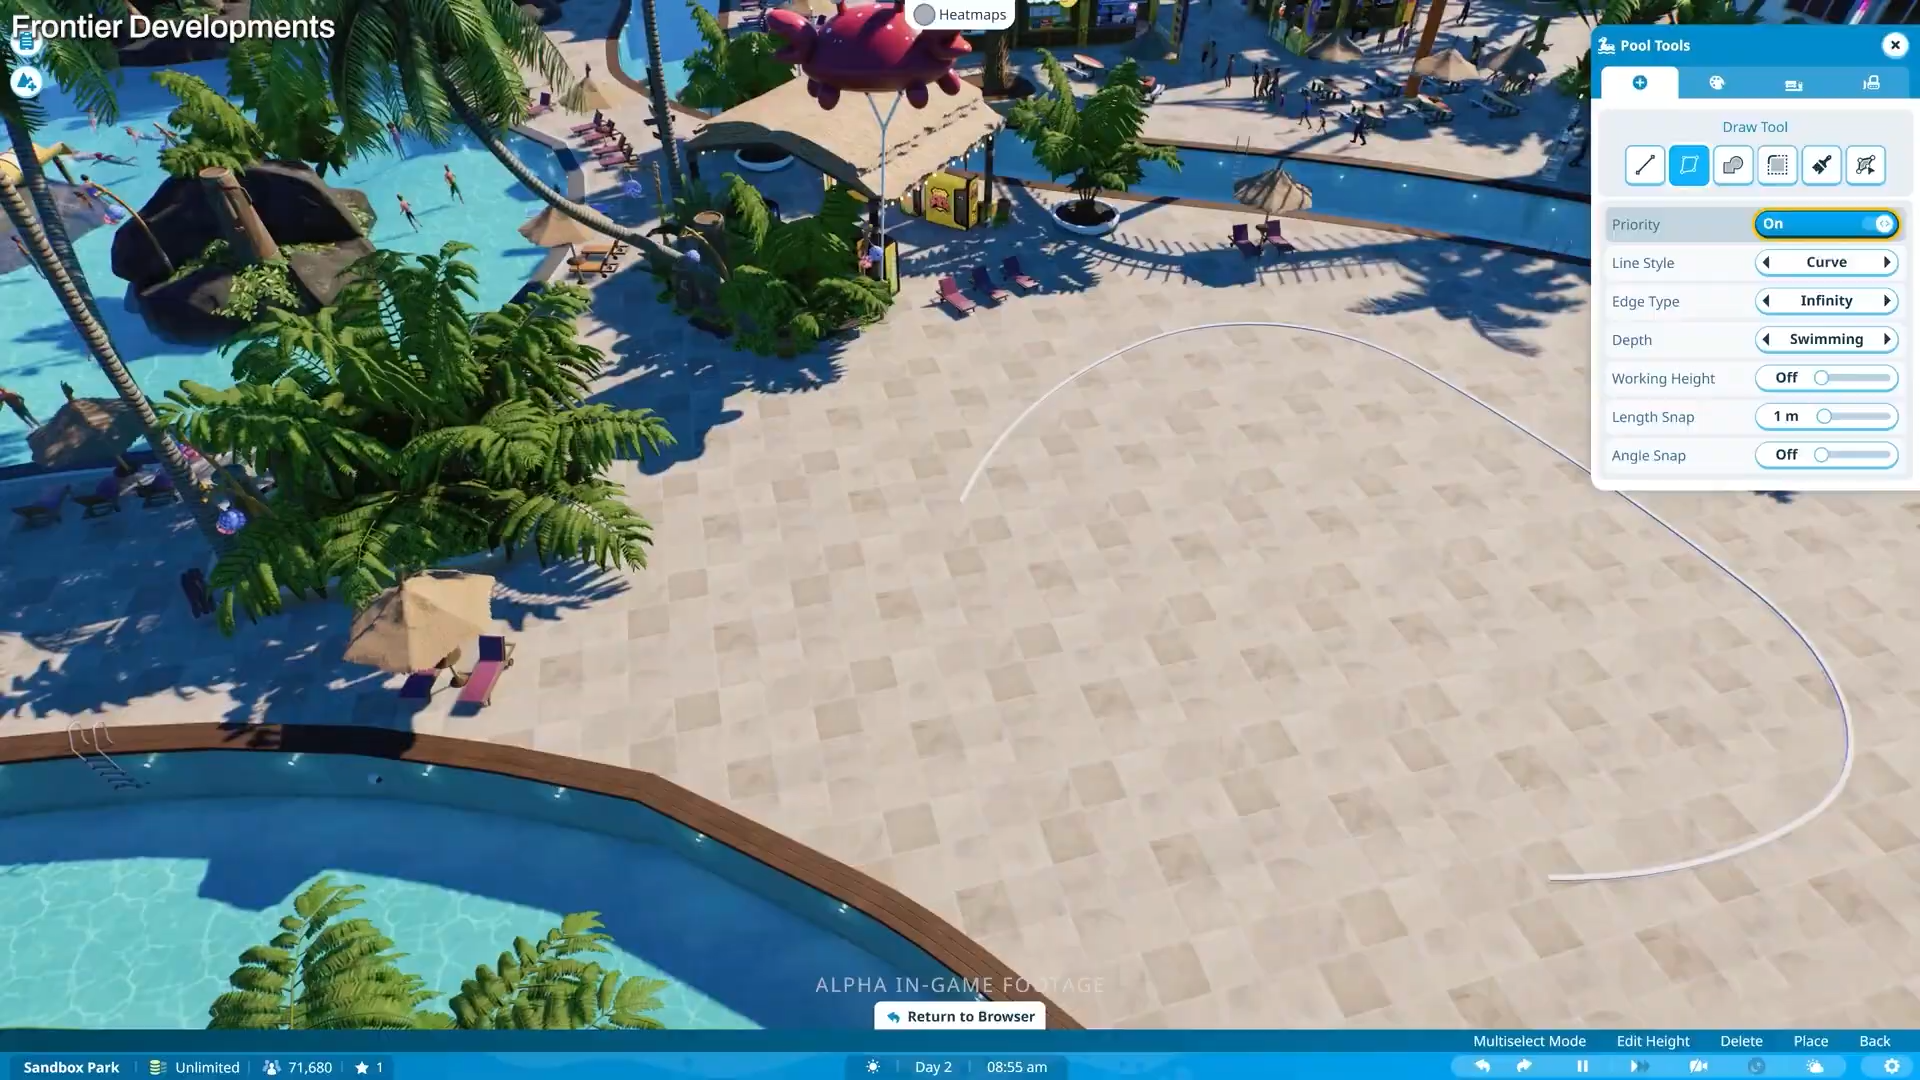 Frontier Developments
Heatmaps
Pool Tools
Draw Tool
Priority On
Line Style Curve
Edge Type Infinity
Depth Swimming
Working Height Off
Length Snap 1 m
Angle Snap Off
ALPHA IN-GAME FOOTAGE
Return to Browser
Multiselect Mode Edit Height Delete Place Back
Sandbox Park Unlimited 71,680 1 Day 2 08:55 am